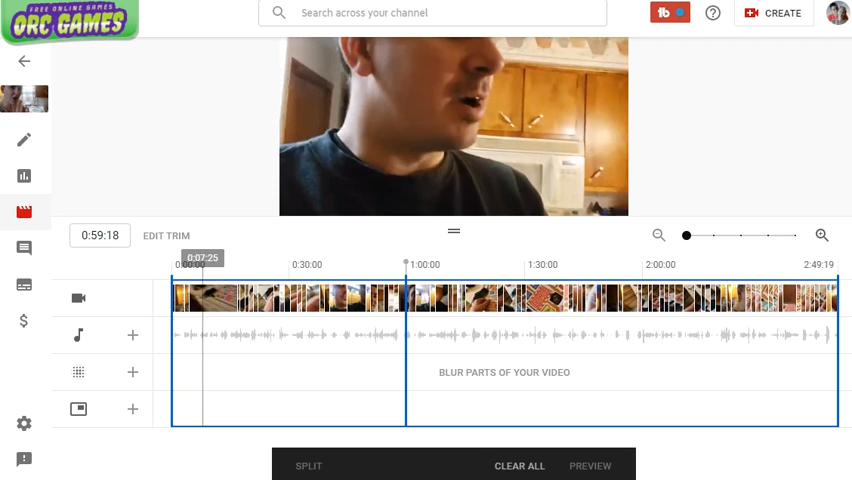 FREE ONLINE GAMES
ORC GAMES
Search across your channel
tb
CREATE
0:59:18
EDIT TRIM
0:07:25
0:00:00
0:30:00
1:00:00
1:30:00
2:00:00
2:49:19
BLUR PARTS OF YOUR VIDEO
SPLIT
CLEAR ALL
PREVIEW